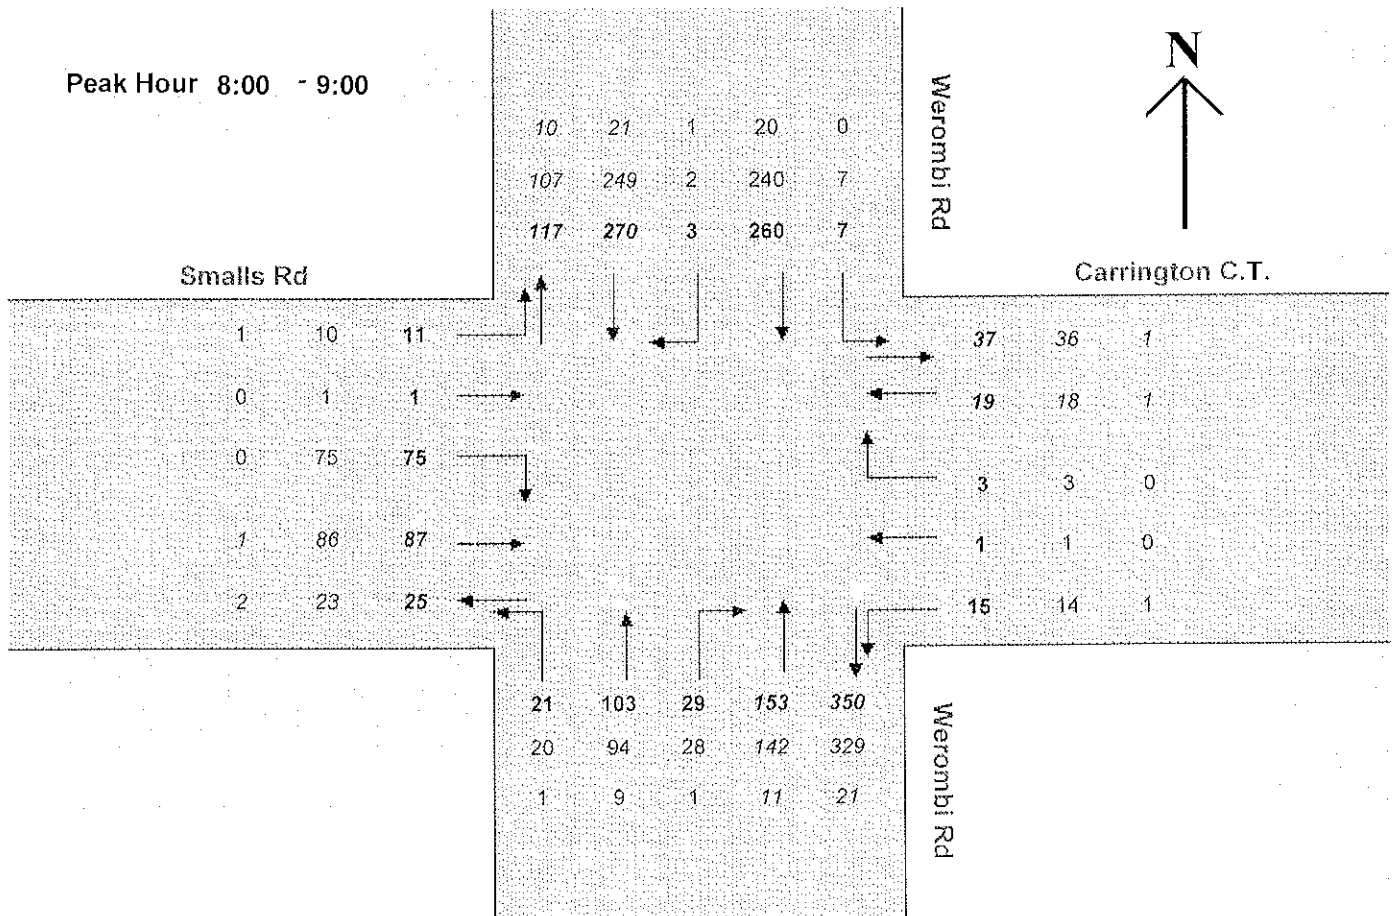 N
Peak Hour 8:00 - 9:00
Werombi Rd
10 21 1 20 0
107 249 2 240 7
117 270 3 260 7
Smalls Rd
Carrington C.T.
1 10 11
37 36 1
0 1 1
19 18 1
0 75 75
3 3 0
1 86 87
1 1 0
2 23 25
15 14 1
21 103 29 153 350
20 94 28 142 329
1 9 1 11 21
Werombi Rd